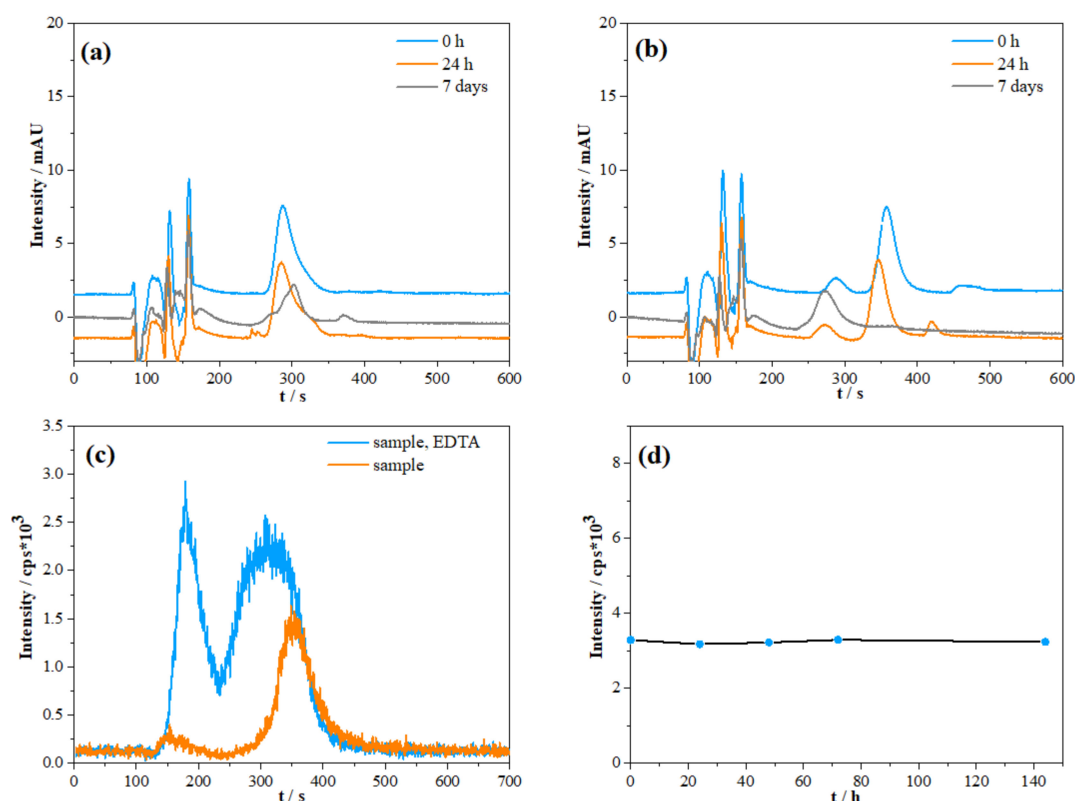 (a)
0 h
24 h
7 days
Intensity / mAU
20
15
10
5
0
0 100 200 300 400 500 600
t / s
(b)
0 h
24 h
7 days
Intensity / mAU
20
15
10
5
0
0 100 200 300 400 500 600
t / s
(c)
sample, EDTA
sample
Intensity / cps*10³
3.5
3.0
2.5
2.0
1.5
1.0
0.5
0.0
0 100 200 300 400 500 600 700
t / s
(d)
Intensity / cps*10³
8
6
4
2
0
0 20 40 60 80 100 120 140
t / h